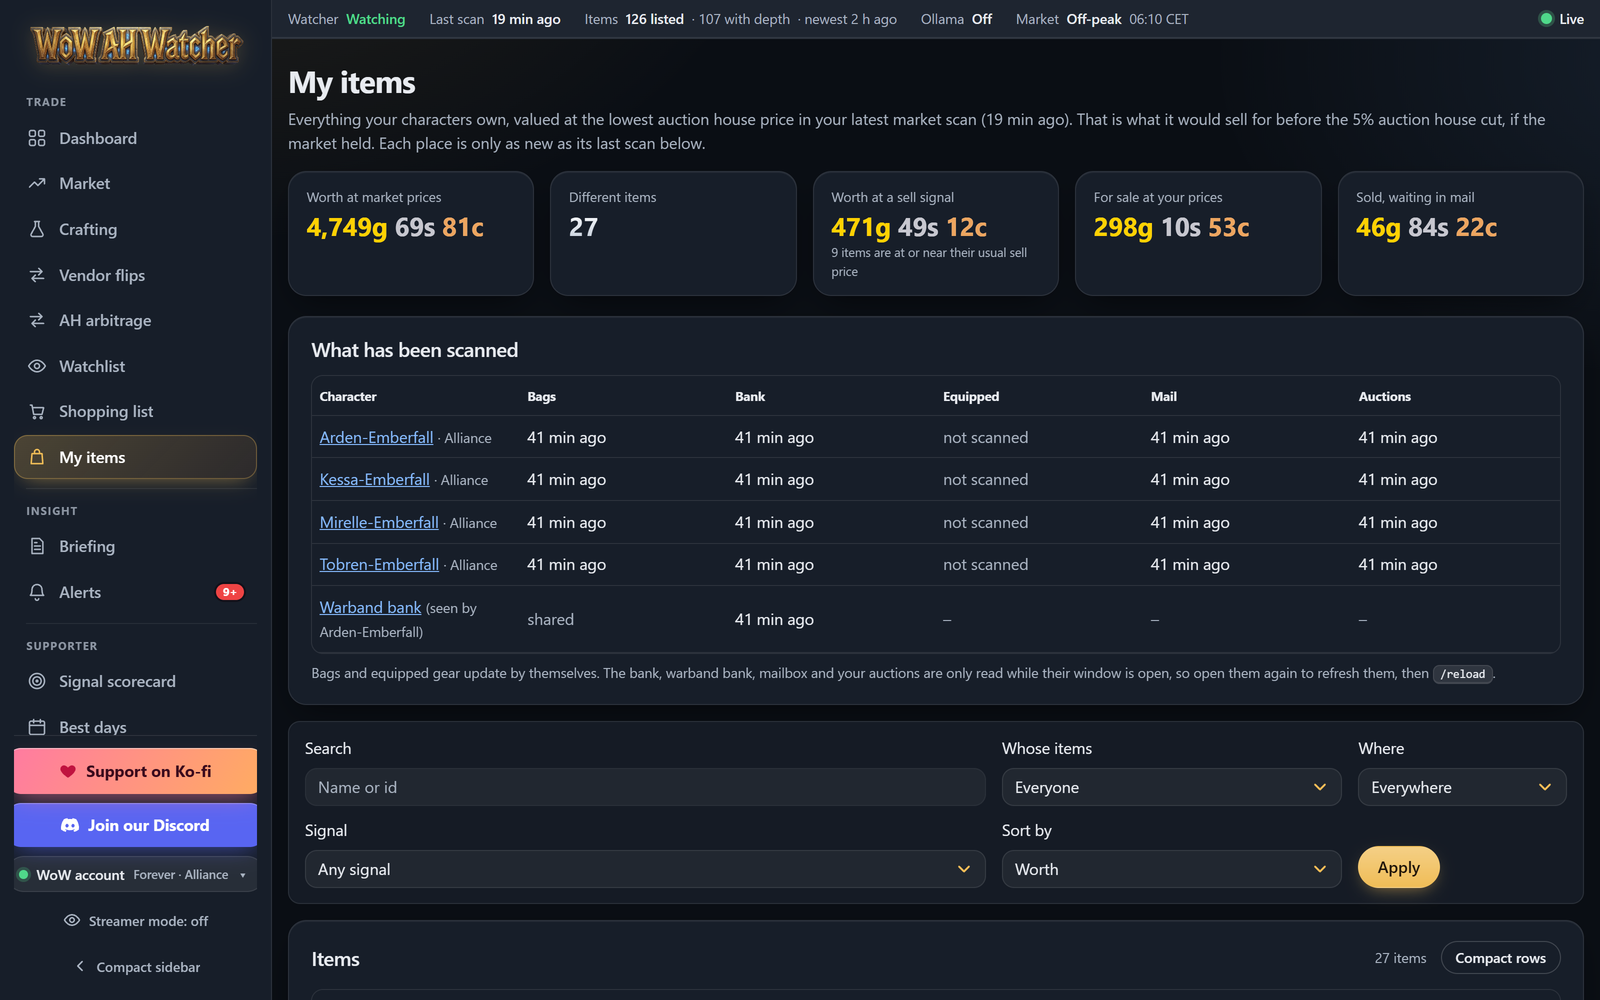 WoW AH Watcher
Watcher Watching Last scan 19 min ago Items 126 listed · 107 with depth · newest 2 h ago Ollama Off Market Off-peak 06:10 CET Live
TRADE
Dashboard
Market
Crafting
Vendor flips
AH arbitrage
Watchlist
Shopping list
My items
INSIGHT
Briefing
Alerts 9+
SUPPORTER
Signal scorecard
Best days
Support on Ko-fi
Join our Discord
WoW account Forever · Alliance
Streamer mode: off
Compact sidebar
My items
Everything your characters own, valued at the lowest auction house price in your latest market scan (19 min ago). That is what it would sell for before the 5% auction house cut, if the
market held. Each place is only as new as its last scan below.
Worth at market prices
4,749g 69s 81c
Different items
27
Worth at a sell signal
471g 49s 12c
9 items are at or near their usual sell
price
For sale at your prices
298g 10s 53c
Sold, waiting in mail
46g 84s 22c
What has been scanned
Character Bags Bank Equipped Mail Auctions
Arden-Emberfall · Alliance 41 min ago 41 min ago not scanned 41 min ago 41 min ago
Kessa-Emberfall · Alliance 41 min ago 41 min ago not scanned 41 min ago 41 min ago
Mirelle-Emberfall · Alliance 41 min ago 41 min ago not scanned 41 min ago 41 min ago
Tobren-Emberfall · Alliance 41 min ago 41 min ago not scanned 41 min ago 41 min ago
Warband bank (seen by
Arden-Emberfall) shared 41 min ago – – –
Bags and equipped gear update by themselves. The bank, warband bank, mailbox and your auctions are only read while their window is open, so open them again to refresh them, then /reload.
Search Whose items Where
Name or id Everyone Everywhere
Signal Sort by
Any signal Worth Apply
Items 27 items Compact rows